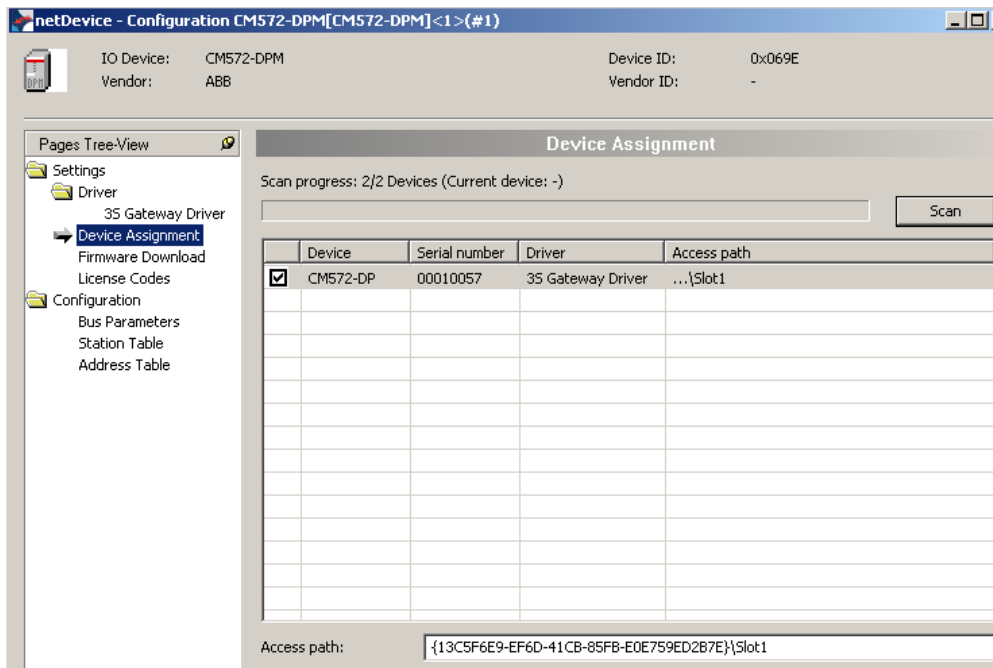 netDevice - Configuration CM572-DPM[CM572-DPM]<1>(#1)
IO Device: CM572-DPM Device ID: 0x069E
Vendor: ABB Vendor ID: -
DPM
Pages Tree-View
Settings
Driver
3S Gateway Driver
Device Assignment
Firmware Download
License Codes
Configuration
Bus Parameters
Station Table
Address Table
Device Assignment
Scan progress: 2/2 Devices (Current device: -)
Scan
Device Serial number Driver Access path
CM572-DP 00010057 3S Gateway Driver ...\Slot1
Access path: {13C5F6E9-EF6D-41CB-85FB-E0E759ED2B7E}\Slot1